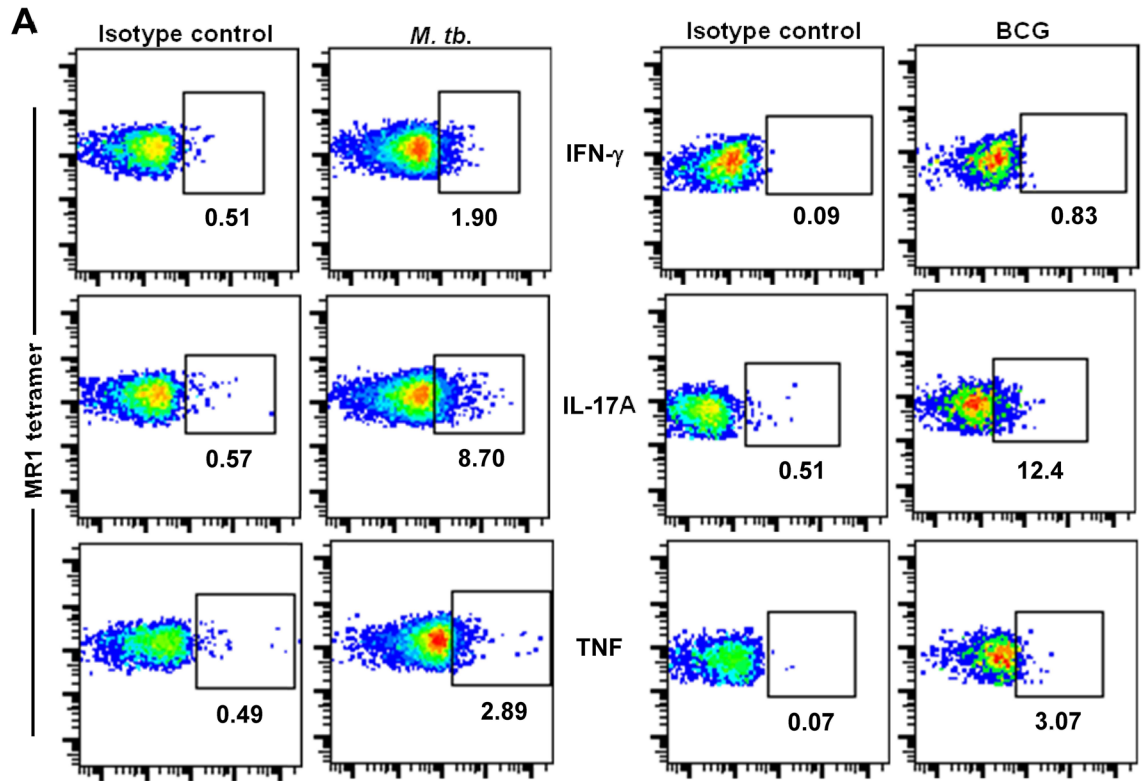 A
Isotype control
M. tb.
Isotype control
BCG
MR1 tetramer
IFN-γ
0.51
1.90
0.09
0.83
IL-17A
0.57
8.70
0.51
12.4
TNF
0.49
2.89
0.07
3.07